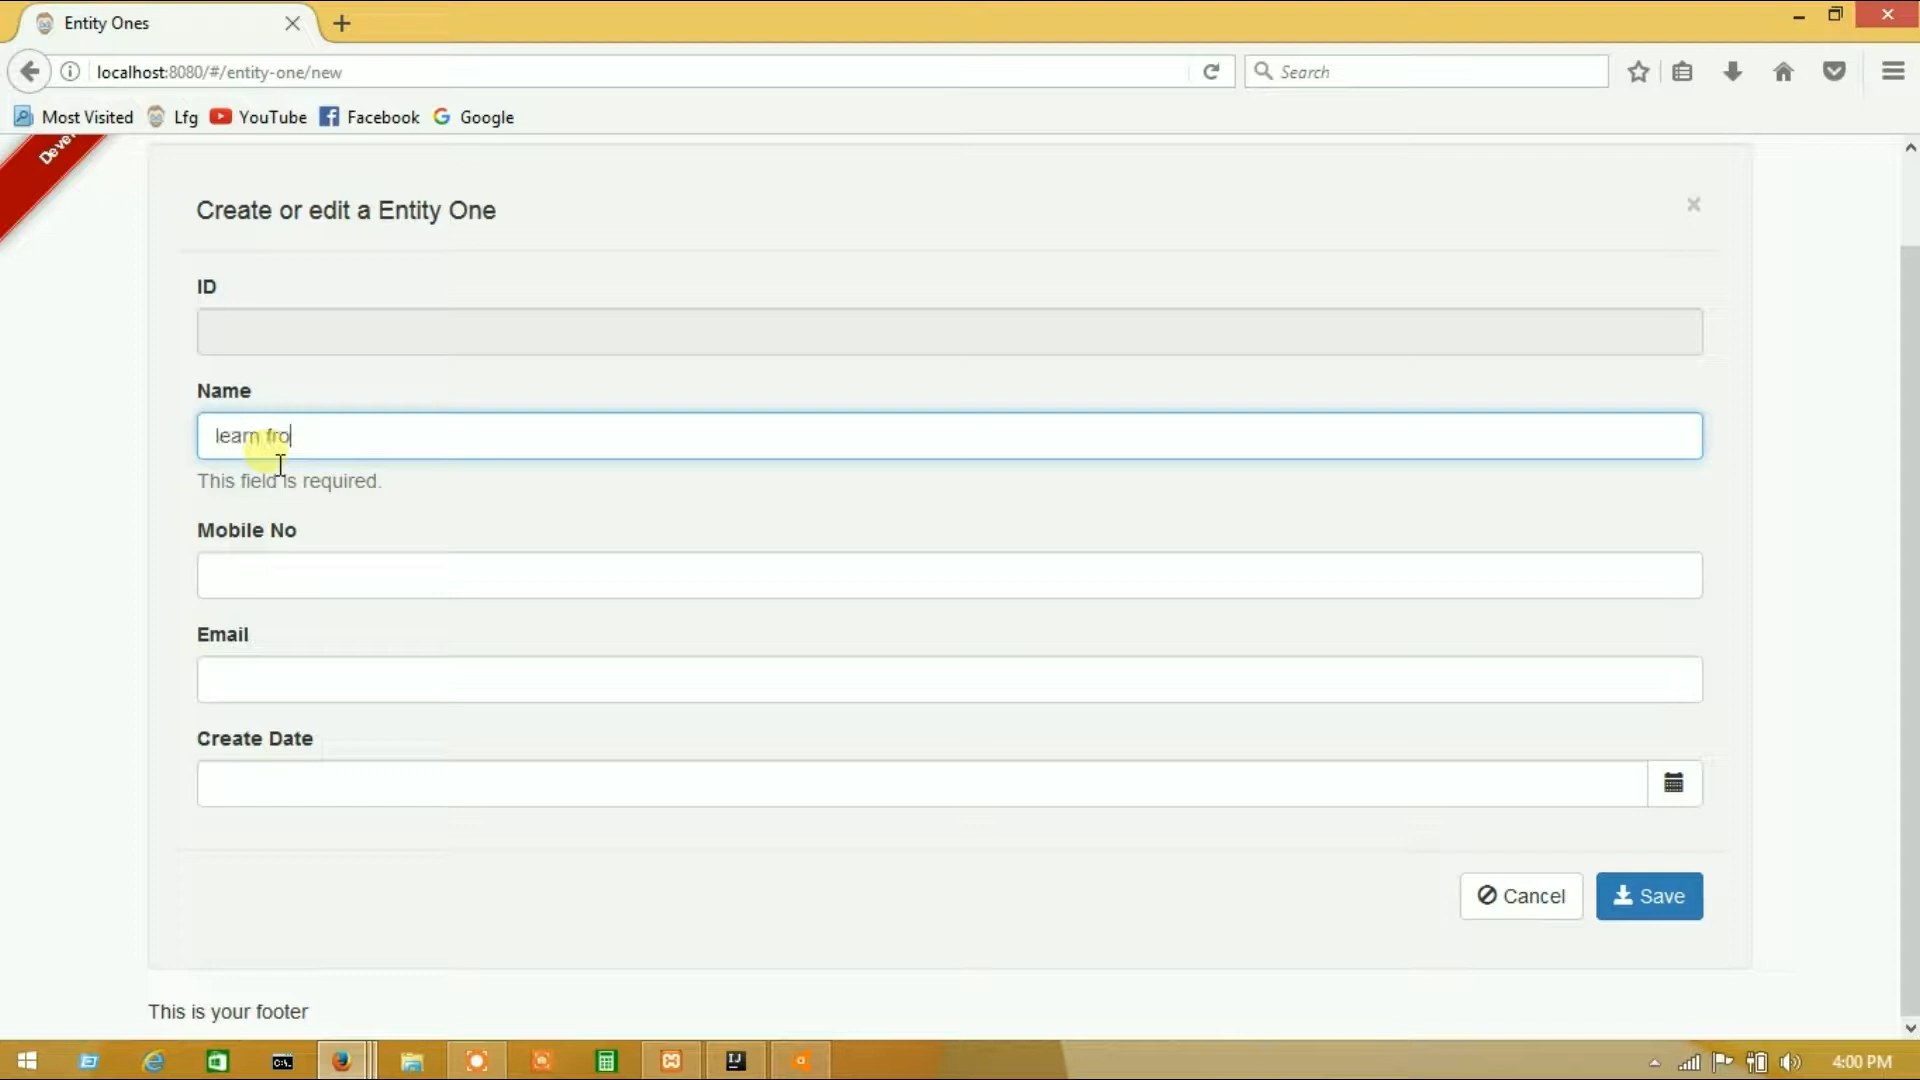 Entity Ones
localhost:8080/#/entity-one/new
Search
Most Visited
Lfg
YouTube
Facebook
Google
Create or edit a Entity One
ID
Name
learn fro
This field is required.
Mobile No
Email
Create Date
Cancel
Save
This is your footer
4:00 PM